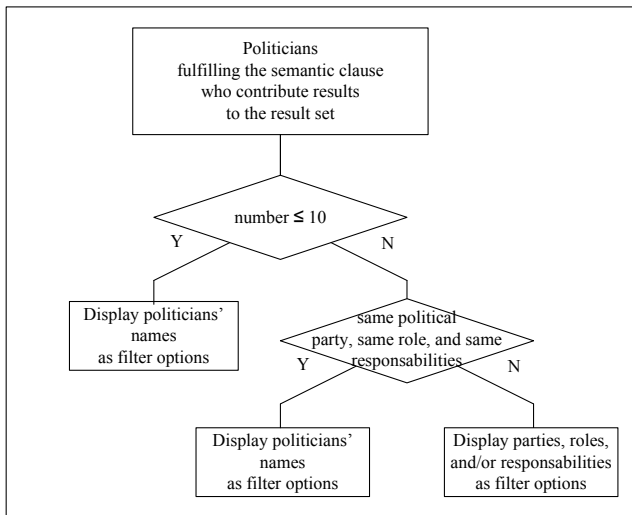 Politicians
fulfilling the semantic clause
who contribute results
to the result set
number ≤ 10
Y
N
Display politicians'
names
as filter options
same political
party, same role, and same
responsabilities
Y
N
Display politicians'
names
as filter options
Display parties, roles,
and/or responsabilities
as filter options